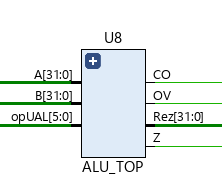 U8
A[31:0] CO
B[31:0] OV
opUAL[5:0] Rez[31:0]
Z
ALU_TOP